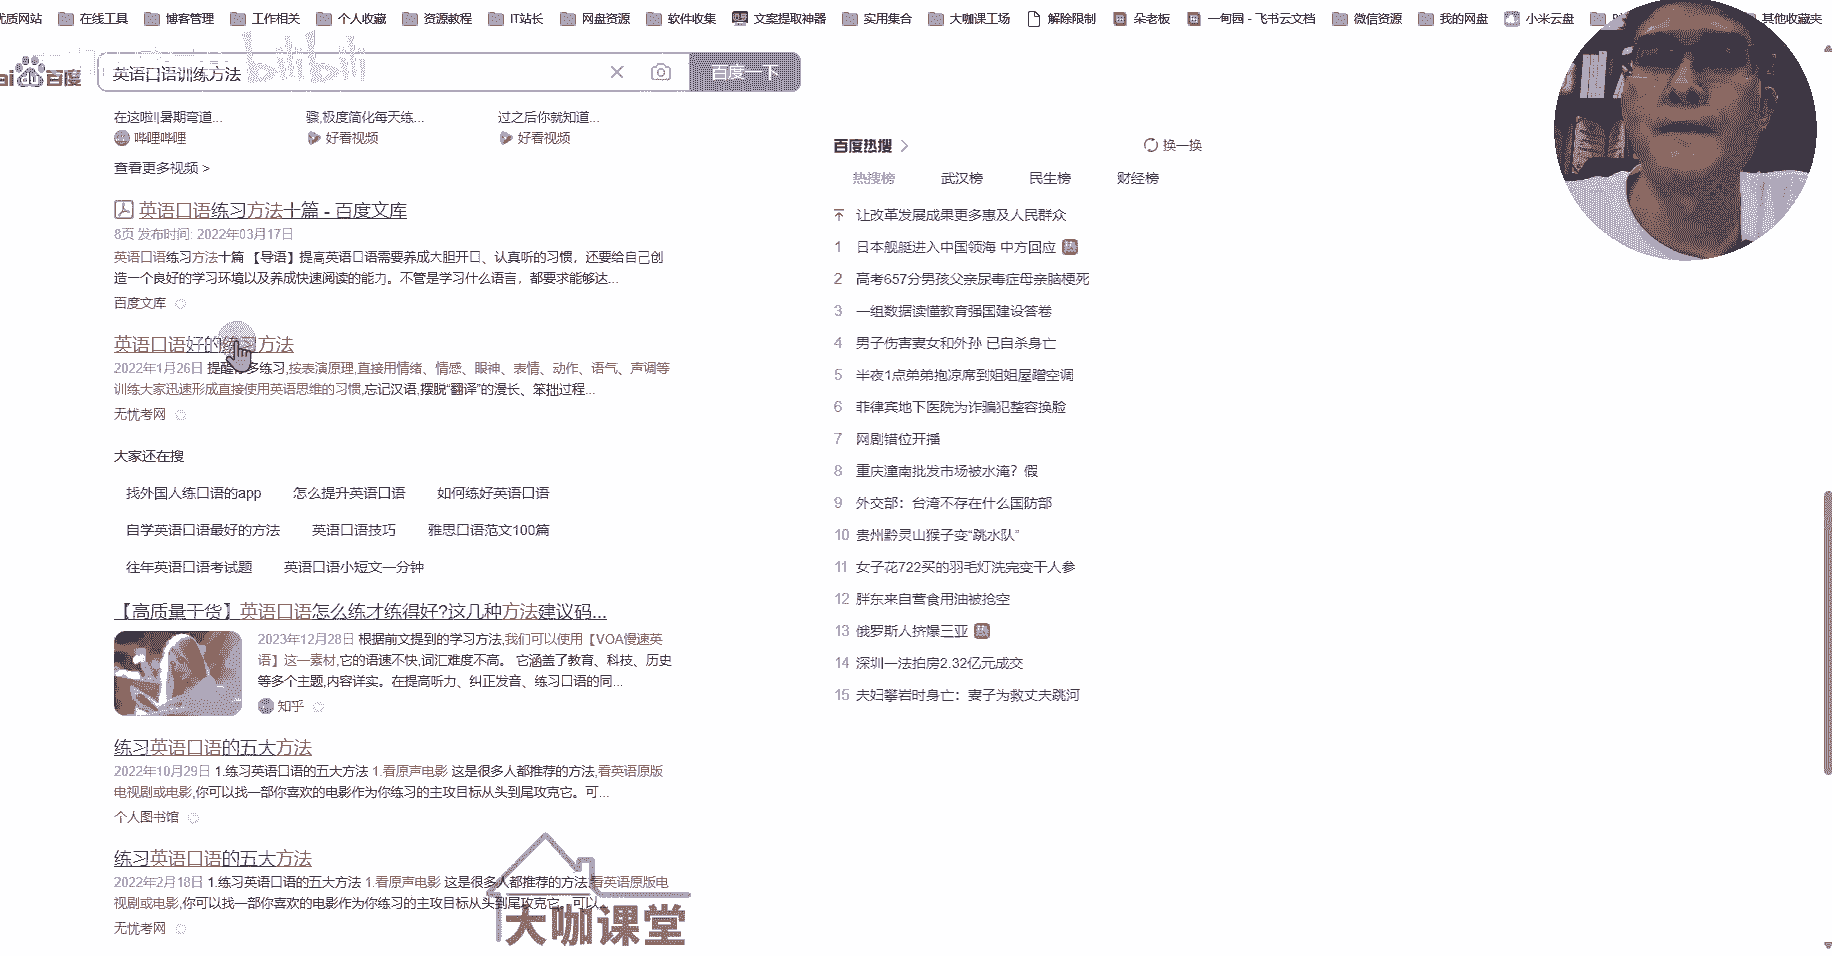 优质网站 在线工具 博客管理 工作相关 个人收藏 资源教程 IT站长 网盘资源 软件收集 文案提取神器 实用集合 大咖课工场 解除限制 朵老板 一甸园 - 飞书云文档 微信资源 我的网盘 小米云盘 其他收藏夹
bilibili
Baidu百度 英语口语训练方法 百度一下
在这啦!|暑期弯道... 骚,极度简化每天练... 过之后你就知道...
哔哩哔哩 好看视频 好看视频
查看更多视频 >
英语口语练习方法十篇 - 百度文库
8页 发布时间: 2022年03月17日
英语口语练习方法十篇 【导语】提高英语口语需要养成大胆开口、认真听的习惯，还要给自己创
造一个良好的学习环境以及养成快速阅读的能力。不管是学习什么语言，都要求能够达...
百度文库
英语口语好的练习方法
2022年1月26日 提醒 多练习,按表演原理,直接用情绪、情感、眼神、表情、动作、语气、声调等
训练大家迅速形成直接使用英语思维的习惯,忘记汉语,摆脱“翻译”的漫长、笨拙过程...
无忧考网
大家还在搜
找外国人练口语的app 怎么提升英语口语 如何练好英语口语
自学英语口语最好的方法 英语口语技巧 雅思口语范文100篇
往年英语口语考试题 英语口语小短文一分钟
【高质量干货】英语口语怎么练才练得好?这几种方法建议码...
2023年12月28日 根据前文提到的学习方法,我们可以使用【VOA慢速英
语】这一素材,它的语速不快,词汇难度不高。 它涵盖了教育、科技、历史
等多个主题,内容详实。在提高听力、纠正发音、练习口语的同...
知乎
练习英语口语的五大方法
2022年10月29日 1.练习英语口语的五大方法 1.看原声电影 这是很多人都推荐的方法,看英语原版
电视剧或电影,你可以找一部你喜欢的电影作为你练习的主攻目标从头到尾攻克它。可...
个人图书馆
练习英语口语的五大方法
2022年2月18日 1.练习英语口语的五大方法 1.看原声电影 这是很多人都推荐的方法,看英语原版电
视剧或电影,你可以找一部你喜欢的电影作为你练习的主攻目标从头到尾攻克它。可以...
无忧考网
大咖课堂
百度热搜 换一换
热搜榜 武汉榜 民生榜 财经榜
让改革发展成果更多惠及人民群众
1 日本舰艇进入中国领海 中方回应 热
2 高考657分男孩父亲尿毒症母亲脑梗死
3 一组数据读懂教育强国建设答卷
4 男子伤害妻女和外孙 已自杀身亡
5 半夜1点弟弟抱凉席到姐姐屋蹭空调
6 菲律宾地下医院为诈骗犯整容换脸
7 网剧错位开播
8 重庆潼南批发市场被水淹？假
9 外交部：台湾不存在什么国防部
10 贵州黔灵山猴子变“跳水队”
11 女子花722买的羽毛灯洗完变干人参
12 胖东来自营食用油被抢空
13 俄罗斯人挤爆三亚 热
14 深圳一法拍房2.32亿元成交
15 夫妇攀岩时身亡：妻子为救丈夫跳河